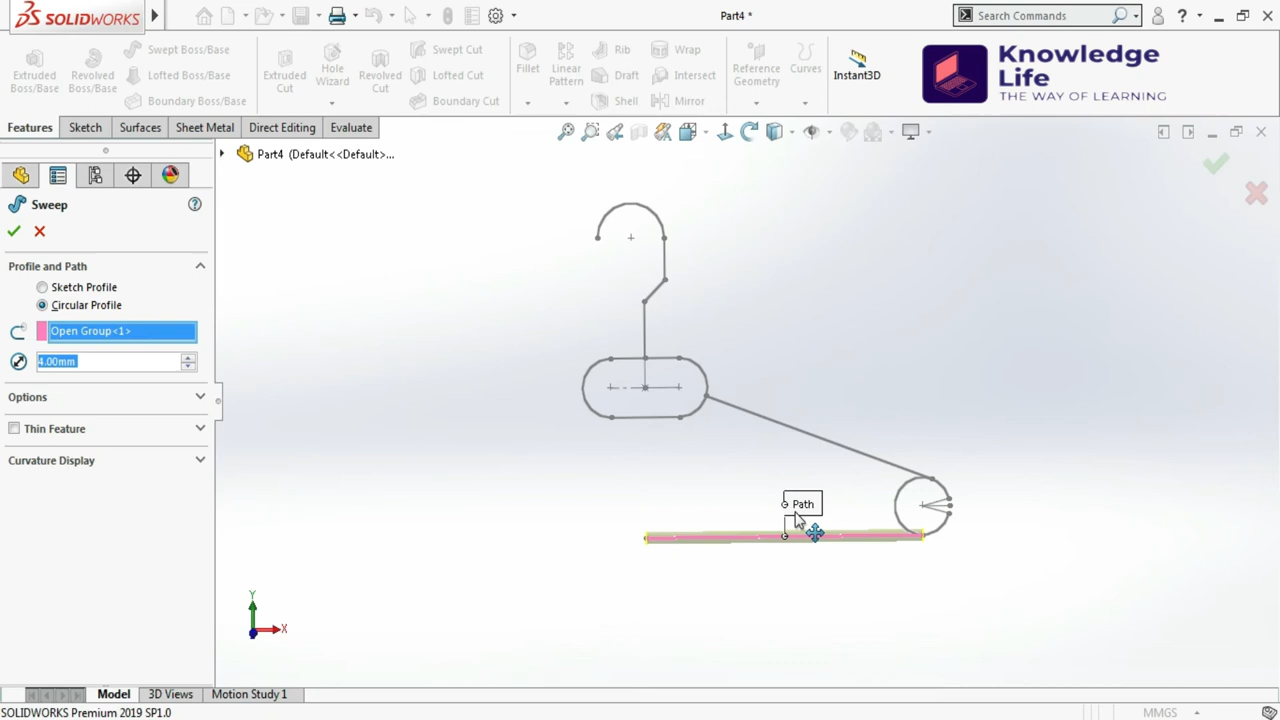 SOLIDWORKS
Part4 *
Search Commands
Extruded Boss/Base
Revolved Boss/Base
Swept Boss/Base
Lofted Boss/Base
Boundary Boss/Base
Extruded Cut
Hole Wizard
Revolved Cut
Swept Cut
Lofted Cut
Boundary Cut
Fillet
Linear Pattern
Rib
Draft
Shell
Wrap
Intersect
Mirror
Reference Geometry
Curves
Instant3D
Knowledge
Life
THE WAY OF LEARNING
Features
Sketch
Surfaces
Sheet Metal
Direct Editing
Evaluate
Part4 (Default<<Default>...
Sweep
Profile and Path
Sketch Profile
Circular Profile
Open Group<1>
4.00mm
Options
Thin Feature
Curvature Display
Path
Y
X
Model
3D Views
Motion Study 1
SOLIDWORKS Premium 2019 SP1.0
MMGS